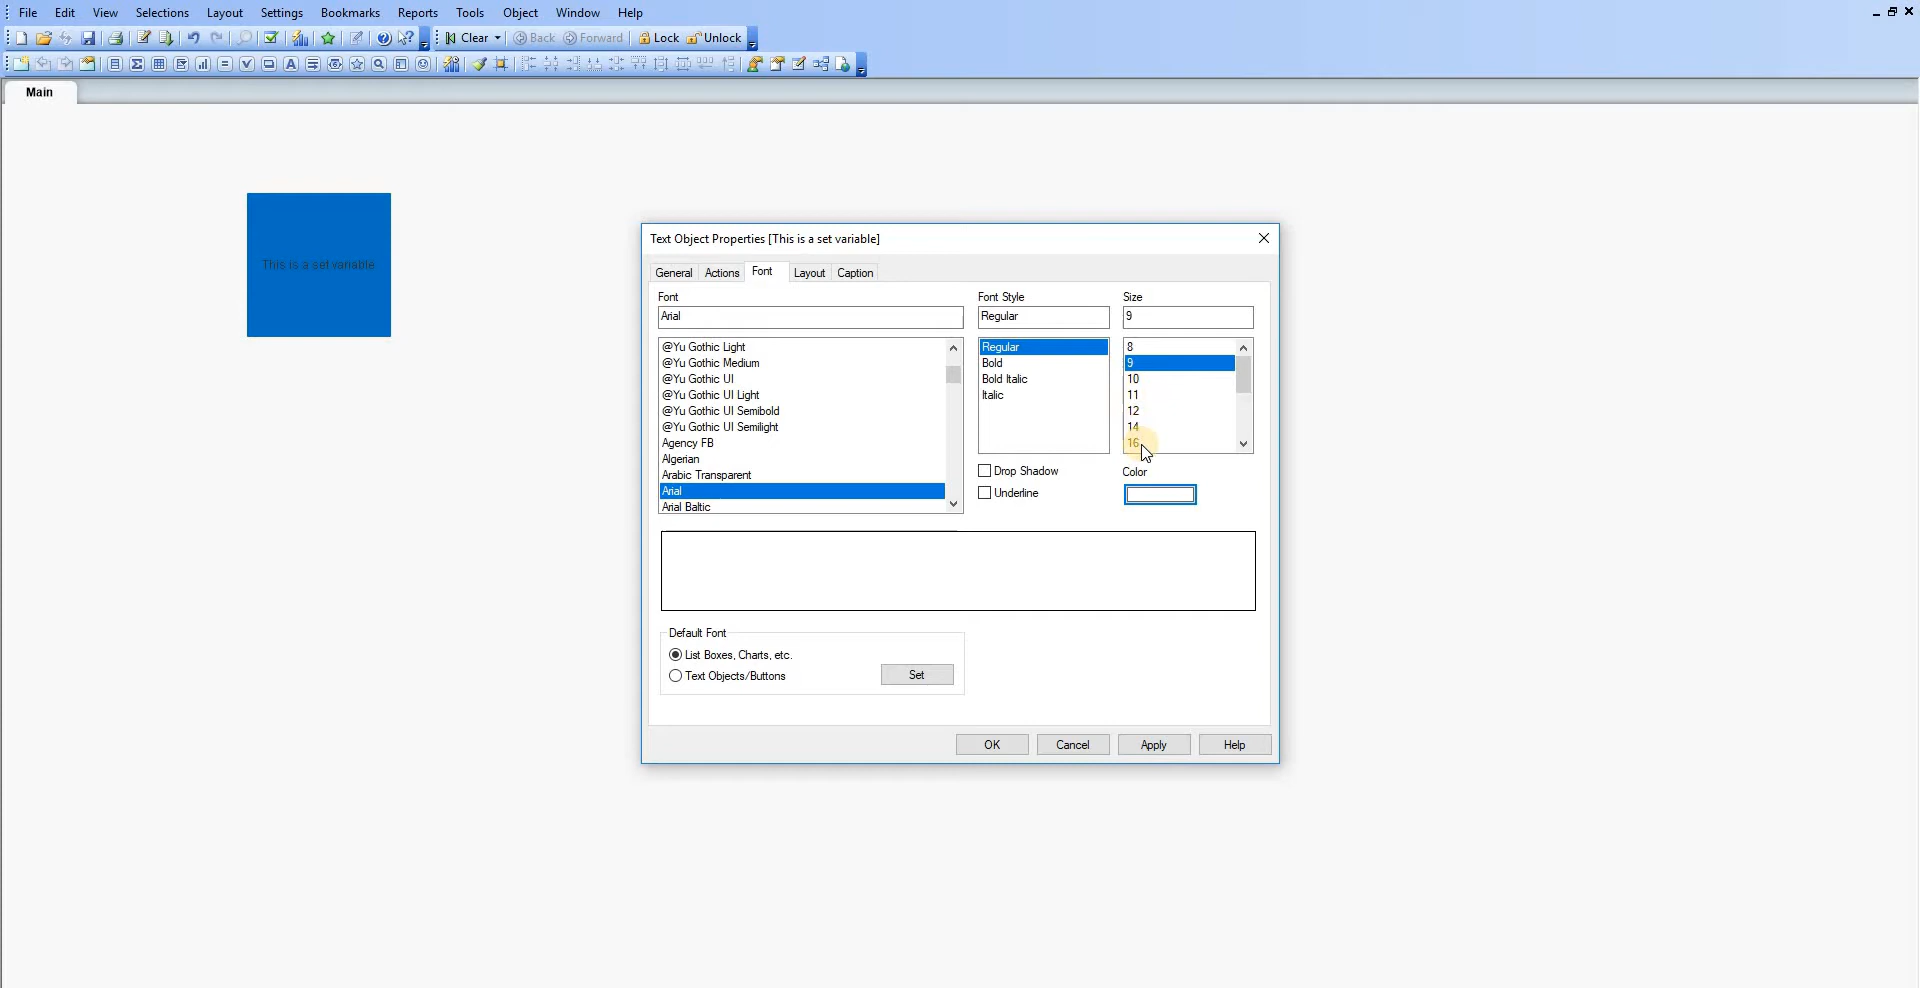 File Edit View Selections Layout Settings Bookmarks Reports Tools Object Window Help
Clear Back Forward Lock Unlock
Main
This is a set variable
Text Object Properties [This is a set variable]
General Actions Font Layout Caption
Font Font Style Size
Arial Regular 9
@Yu Gothic Light Regular 8
@Yu Gothic Medium Bold 9
@Yu Gothic UI Bold Italic 10
@Yu Gothic UI Light Italic 11
@Yu Gothic UI Semibold 12
@Yu Gothic UI Semilight 14
Agency FB 16
Algerian
Arabic Transparent Drop Shadow Color
Arial Underline
Arial Baltic
Default Font
List Boxes, Charts, etc.
Text Objects/Buttons Set
OK Cancel Apply Help